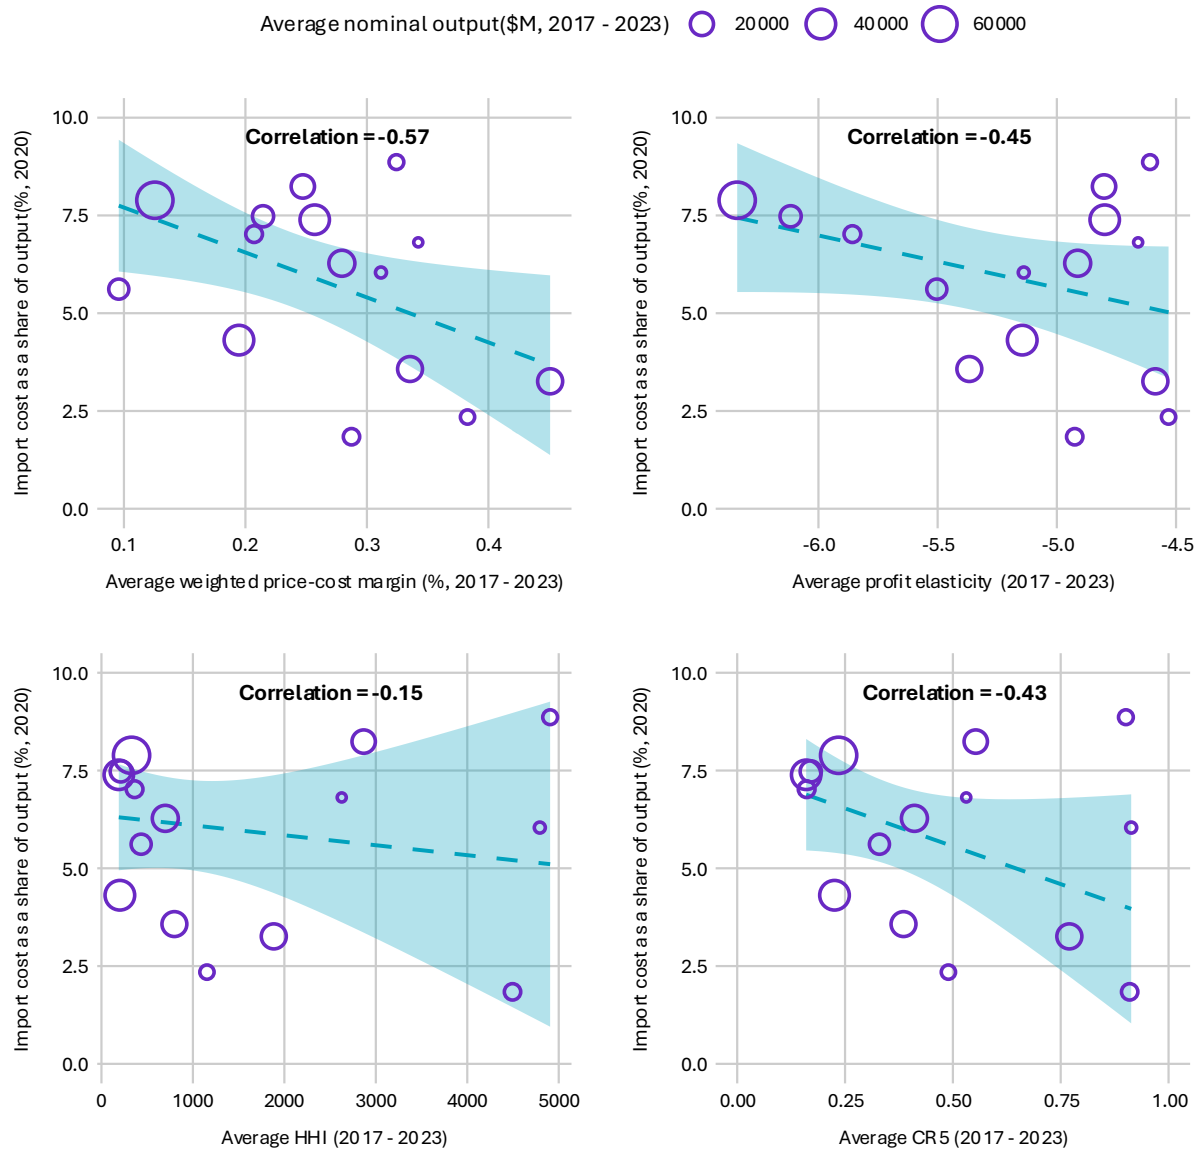 Average nominal output($M, 2017 - 2023) 20000 40000 60000
Import cost as a share of output(%, 2020)
10.0
7.5
5.0
2.5
0.0
Correlation = -0.57
0.1 0.2 0.3 0.4
Average weighted price-cost margin (%, 2017 - 2023)
Import cost as a share of output(%, 2020)
10.0
7.5
5.0
2.5
0.0
Correlation = -0.45
-6.0 -5.5 -5.0 -4.5
Average profit elasticity (2017 - 2023)
Import cost as a share of output (%, 2020)
10.0
7.5
5.0
2.5
0.0
Correlation = -0.15
0 1000 2000 3000 4000 5000
Average HHI (2017 - 2023)
Import cost as a share of output (%, 2020)
10.0
7.5
5.0
2.5
0.0
Correlation = -0.43
0.00 0.25 0.50 0.75 1.00
Average CR5 (2017 - 2023)